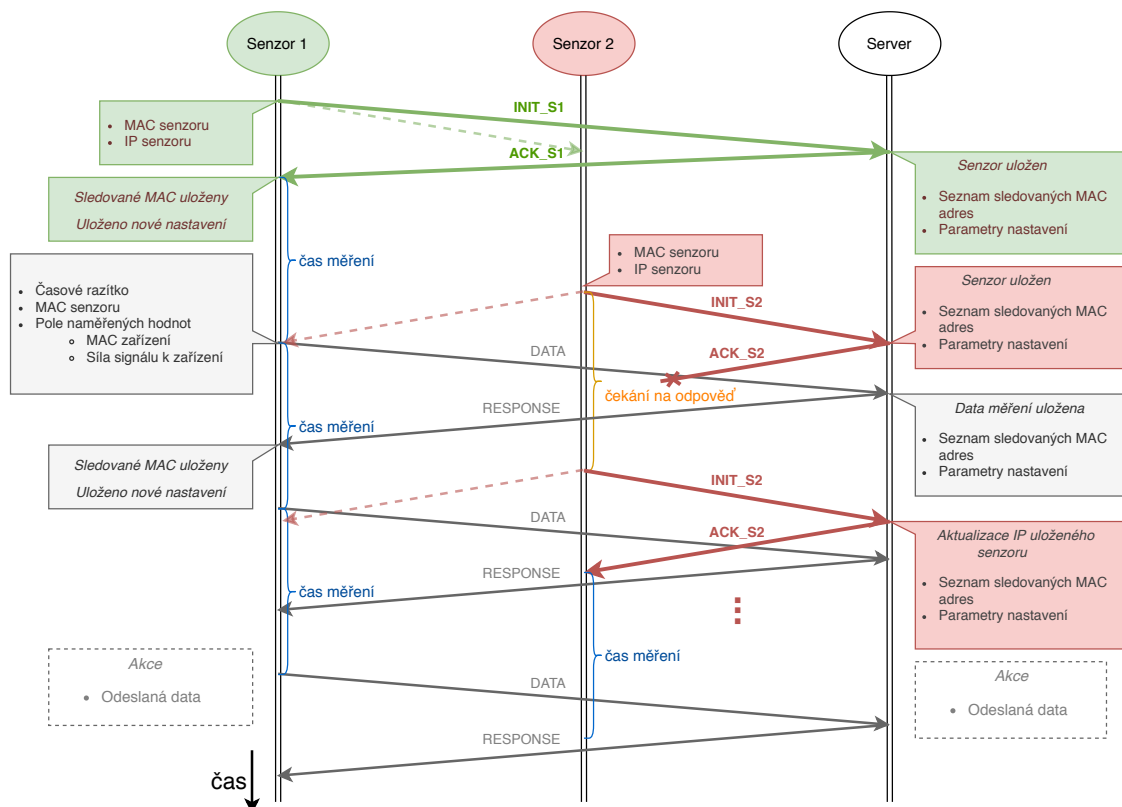 Senzor 1
Senzor 2
Server
INIT_S1
MAC senzoru
IP senzoru
ACK_S1
Senzor uložen
Seznam sledovaných MAC
adres
Parametry nastavení
Sledované MAC uloženy
Uloženo nové nastavení
čas měření
MAC senzoru
IP senzoru
Časové razítko
MAC senzoru
Pole naměřených hodnot
MAC zařízení
Síla signálu k zařízení
INIT_S2
Senzor uložen
Seznam sledovaných MAC
adres
Parametry nastavení
DATA
ACK_S2
čekání na odpověď
RESPONSE
čas měření
Data měření uložena
Seznam sledovaných MAC
adres
Parametry nastavení
Sledované MAC uloženy
Uloženo nové nastavení
INIT_S2
DATA
ACK_S2
Aktualizace IP uloženého
senzoru
Seznam sledovaných MAC
adres
Parametry nastavení
RESPONSE
čas měření
čas měření
Akce
Odeslaná data
DATA
Akce
Odeslaná data
RESPONSE
čas